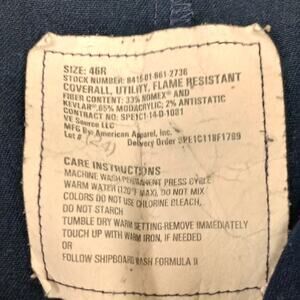 SIZE: 46R
STOCK NUMBER: 8415-01-661-2736
COVERALL, UTILITY, FLAME RESISTANT
FIBER CONTENT: 33% NOMEX® AND
KEVLAR®, 65% MODACRYLIC, 2% ANTISTATIC
CONTRACT NO: SPE1C1-14-D-1081
VE Source LLC
MFG By: American Apparel, Inc.
Lot # Delivery Order SPE1C118F1799
CARE INSTRUCTIONS
MACHINE WASH PERMANENT PRESS CYCLE
WARM WATER (120°F MAX), DO NOT MIX
COLORS DO NOT USE CHLORINE BLEACH,
DO NOT STARCH
TUMBLE DRY WARM SETTING-REMOVE IMMEDIATELY
TOUCH UP WITH WARM IRON, IF NEEDED
OR
FOLLOW SHIPBOARD WASH FORMULA II